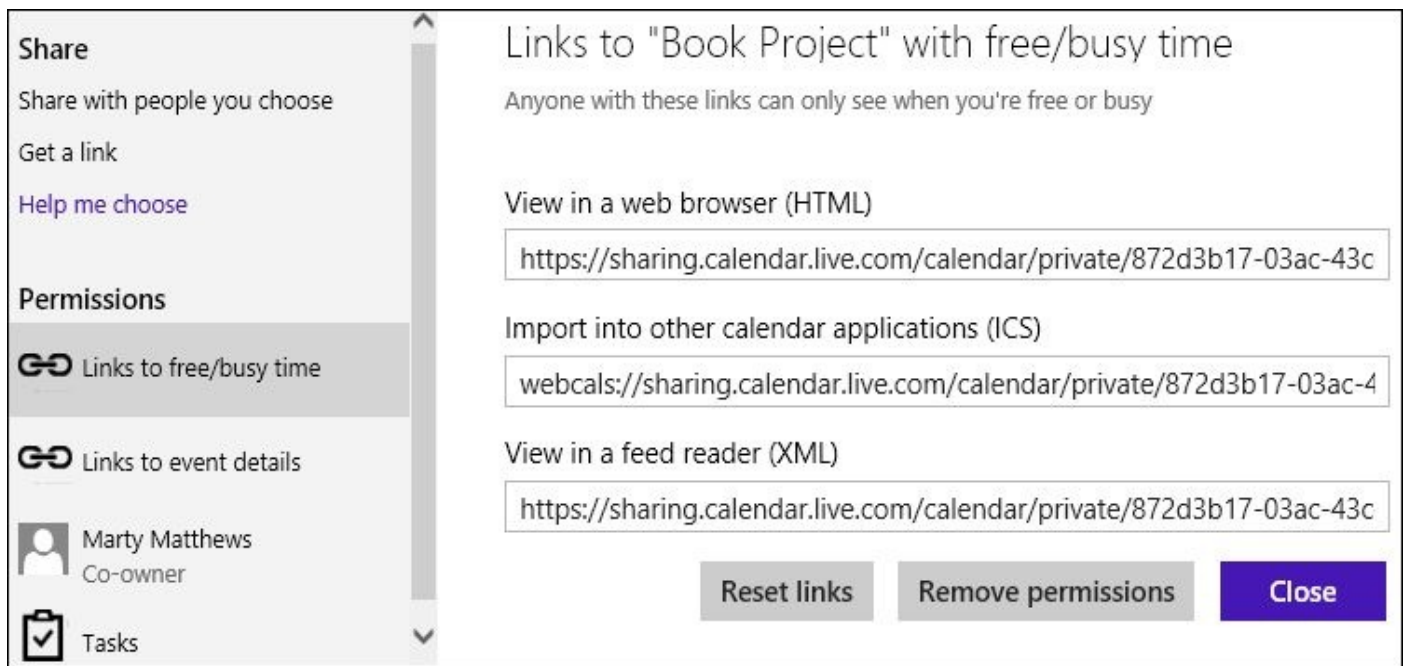 Share
Share with people you choose
Get a link
Help me choose
Permissions
Links to free/busy time
Links to event details
Marty Matthews
Co-owner
Tasks
Links to "Book Project" with free/busy time
Anyone with these links can only see when you're free or busy
View in a web browser (HTML)
https://sharing.calendar.live.com/calendar/private/872d3b17-03ac-43c
Import into other calendar applications (ICS)
webcals://sharing.calendar.live.com/calendar/private/872d3b17-03ac-4
View in a feed reader (XML)
https://sharing.calendar.live.com/calendar/private/872d3b17-03ac-43c
Reset links Remove permissions Close